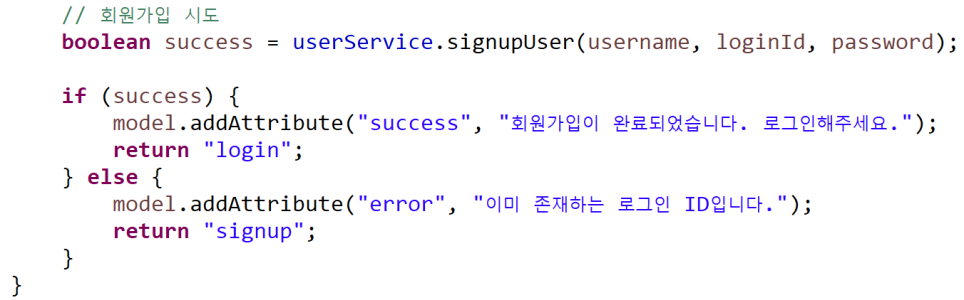 // 회원가입 시도
boolean success = userService.signupUser(username, loginId, password);
if (success) {
model.addAttribute("success", "회원가입이 완료되었습니다. 로그인해주세요.");
return "login";
} else {
model.addAttribute("error", "이미 존재하는 로그인 ID입니다.");
return "signup";
}
}